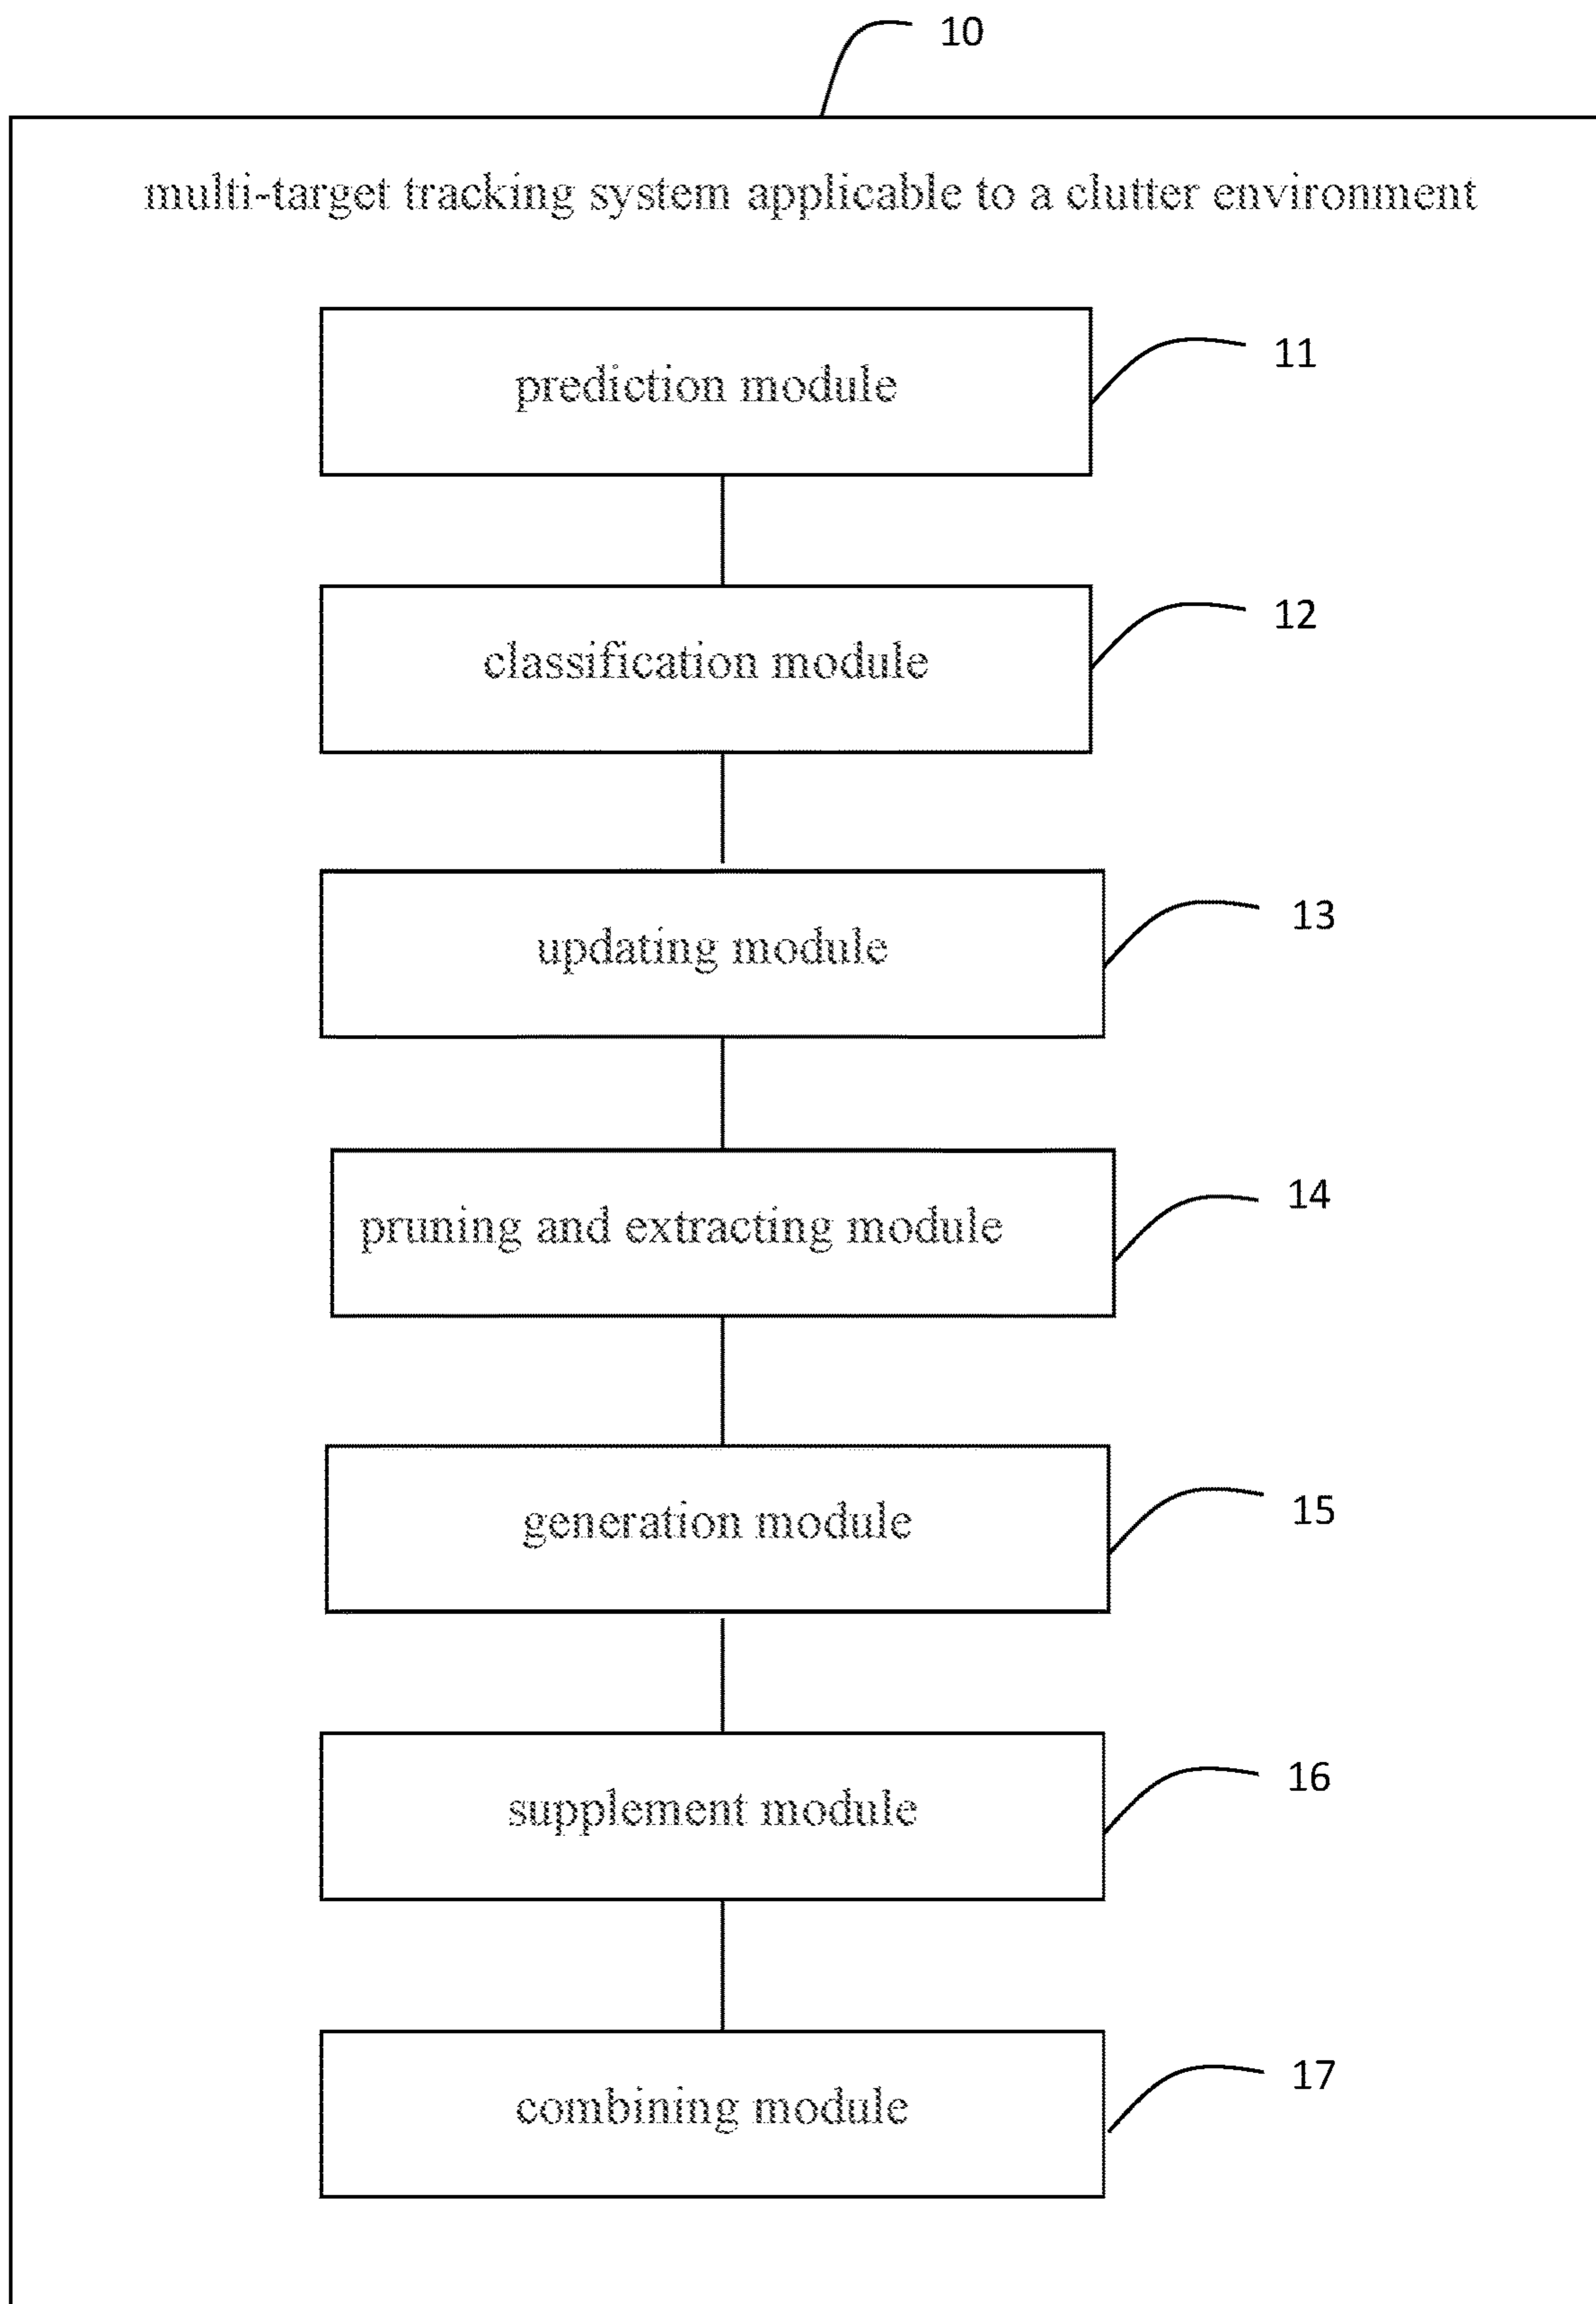 10
multi-target tracking system applicable to a clutter environment
prediction module
11
classification module
12
updating module
13
pruning and extracting module
14
generation module
15
supplement module
16
combining module
17